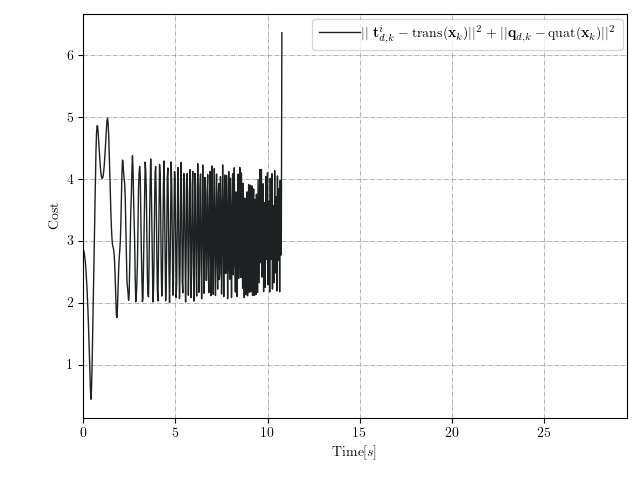 || t^i_{d,k} − trans(x_k)||^2 + ||q_{d,k} − quat(x_k)||^2
6
5
4
3
2
1
Cost
0 5 10 15 20 25
Time[s]